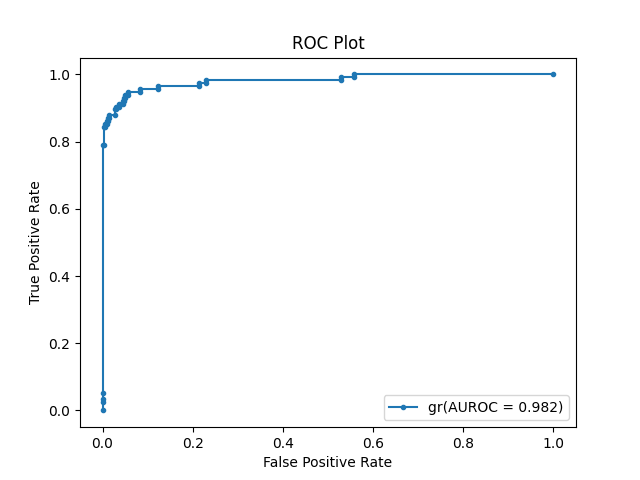 ROC Plot
True Positive Rate
1.0
0.8
0.6
0.4
0.2
0.0
gr(AUROC = 0.982)
0.0 0.2 0.4 0.6 0.8 1.0
False Positive Rate